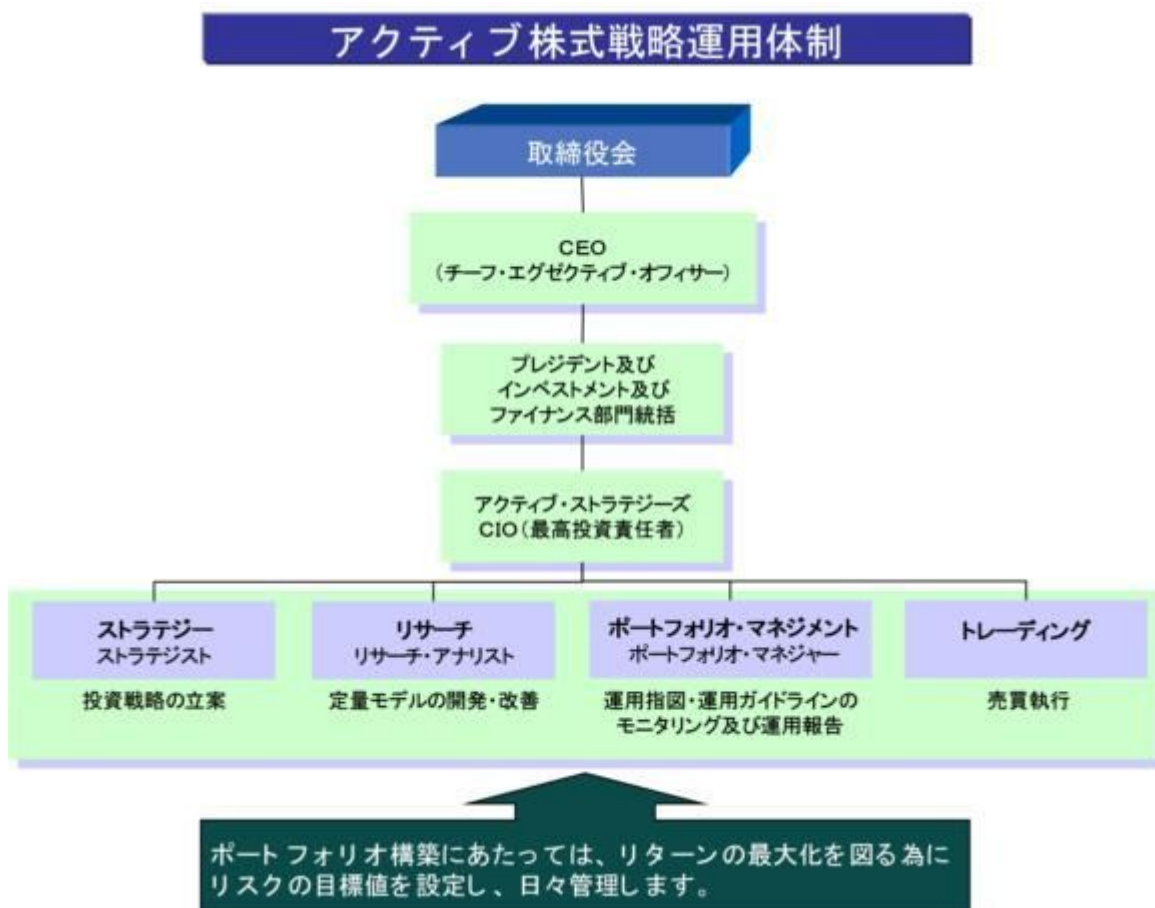 アクティブ株式戦略運用体制
取締役会
CEO
(チーフ・エグゼクティブ・オフィサー)
プレジデント及び
インベストメント及び
ファイナンス部門統括
アクティブ・ストラテジーズ
CIO(最高投資責任者)
ストラテジー
ストラテジスト
投資戦略の立案
リサーチ
リサーチ・アナリスト
定量モデルの開発・改善
ポートフォリオ・マネジメント
ポートフォリオ・マネジャー
運用指図・運用ガイドラインの
モニタリング及び運用報告
トレーディング
売買執行
ポートフォリオ構築にあたっては、リターンの最大化を図る為に
リスクの目標値を設定し、日々管理します。